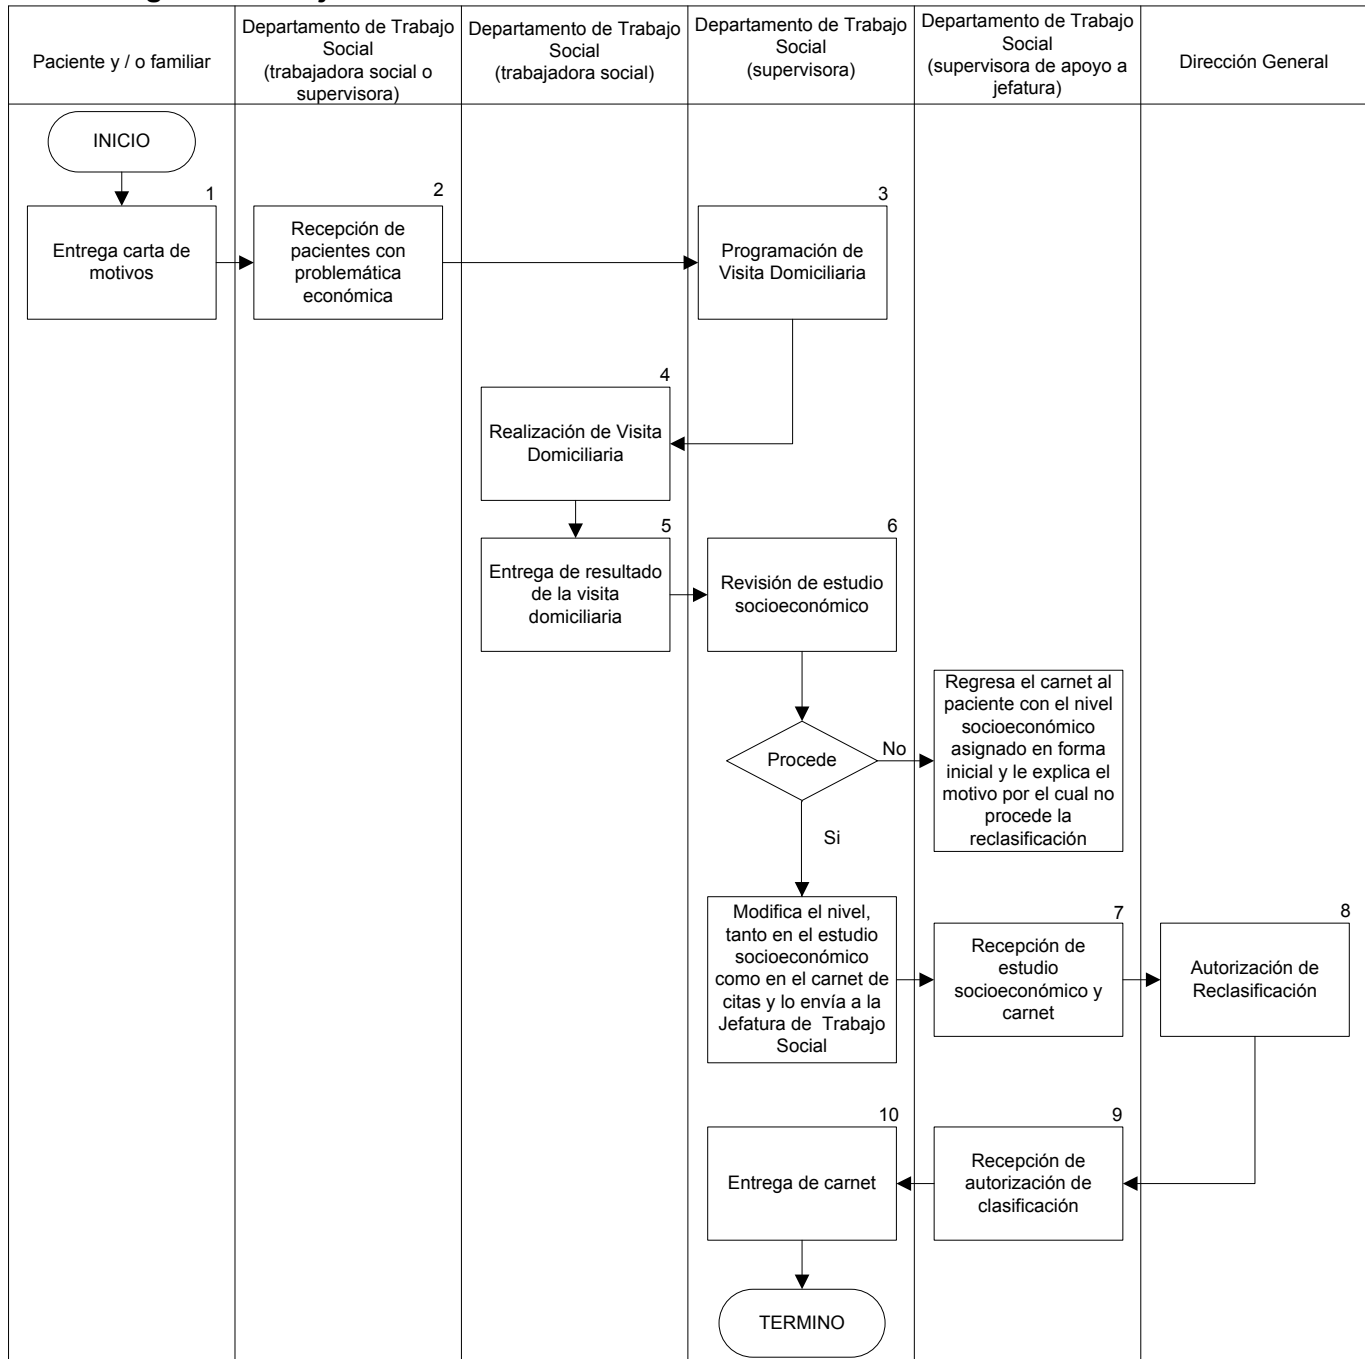 Paciente y / o familiar
Departamento de Trabajo
Social
(trabajadora social o
supervisora)
Departamento de Trabajo
Social
(trabajadora social)
Departamento de Trabajo
Social
(supervisora)
Departamento de Trabajo
Social
(supervisora de apoyo a
jefatura)
Dirección General
INICIO
1
Entrega carta de
motivos
2
Recepción de
pacientes con
problemática
económica
3
Programación de
Visita Domiciliaria
4
Realización de Visita
Domiciliaria
5
Entrega de resultado
de la visita
domiciliaria
6
Revisión de estudio
socioeconómico
Procede
No
Regresa el carnet al
paciente con el nivel
socioeconómico
asignado en forma
inicial y le explica el
motivo por el cual no
procede la
reclasificación
Si
Modifica el nivel,
tanto en el estudio
socioeconómico
como en el carnet de
citas y lo envía a la
Jefatura de Trabajo
Social
7
Recepción de
estudio
socioeconómico y
carnet
8
Autorización de
Reclasificación
9
Recepción de
autorización de
clasificación
10
Entrega de carnet
TERMINO